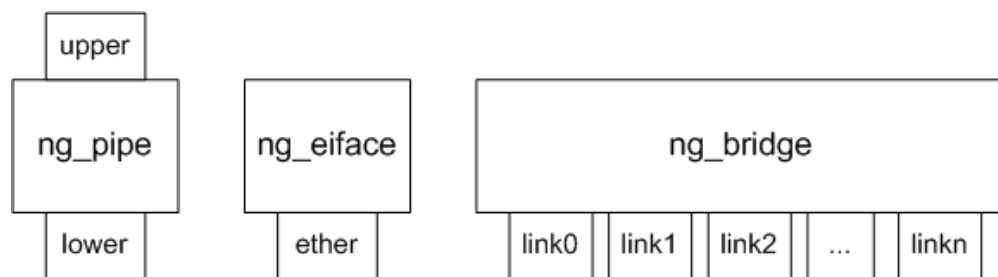 upper
ng_pipe
ng_eiface
ng_bridge
lower
ether
link0
link1
link2
...
linkn